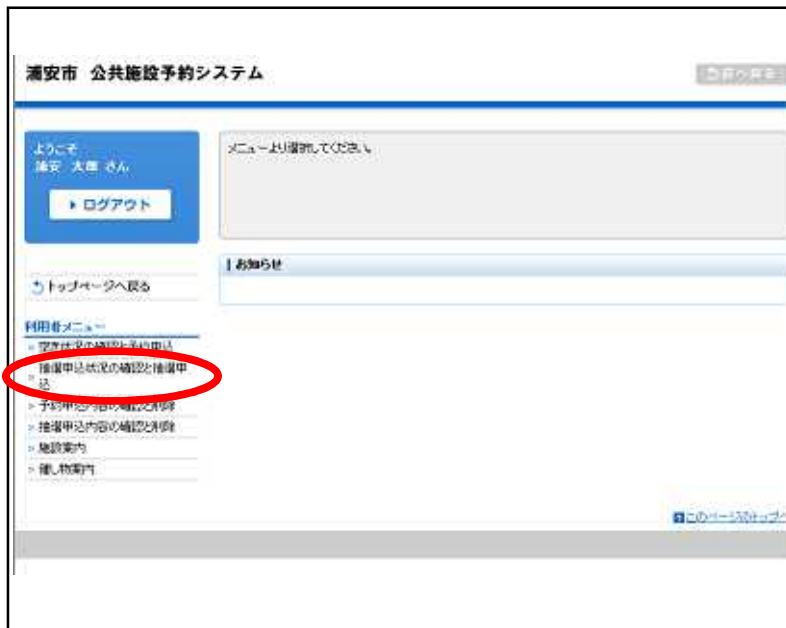 浦安市 公共施設予約システム
前へ戻る
ようこそ
浦安 太郎 さん
ログアウト
メニューより選択してください。
お知らせ
トップページへ戻る
利用者メニュー
空き状況の確認と予約申込
抽選申込状況の確認と抽選申
込
予約申込内容の確認と削除
抽選申込内容の確認と削除
施設案内
催し物案内
このページのトップへ